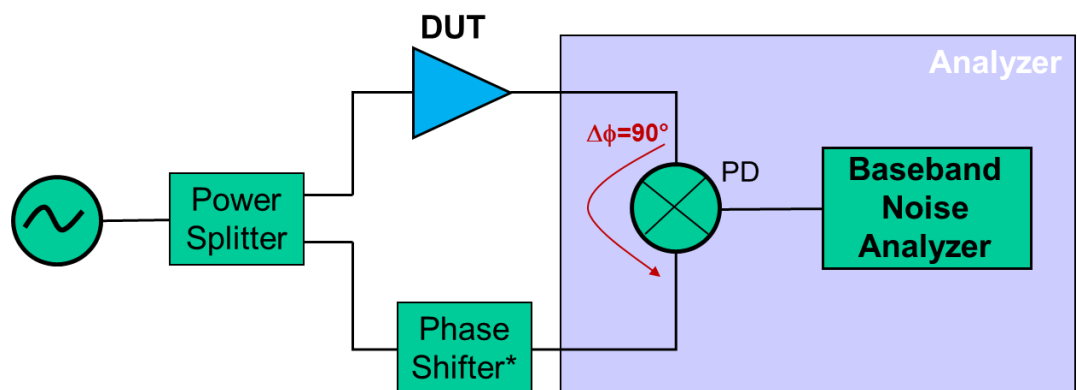 DUT
Analyzer
Δϕ=90°
PD
Power
Splitter
Baseband
Noise
Analyzer
Phase
Shifter*